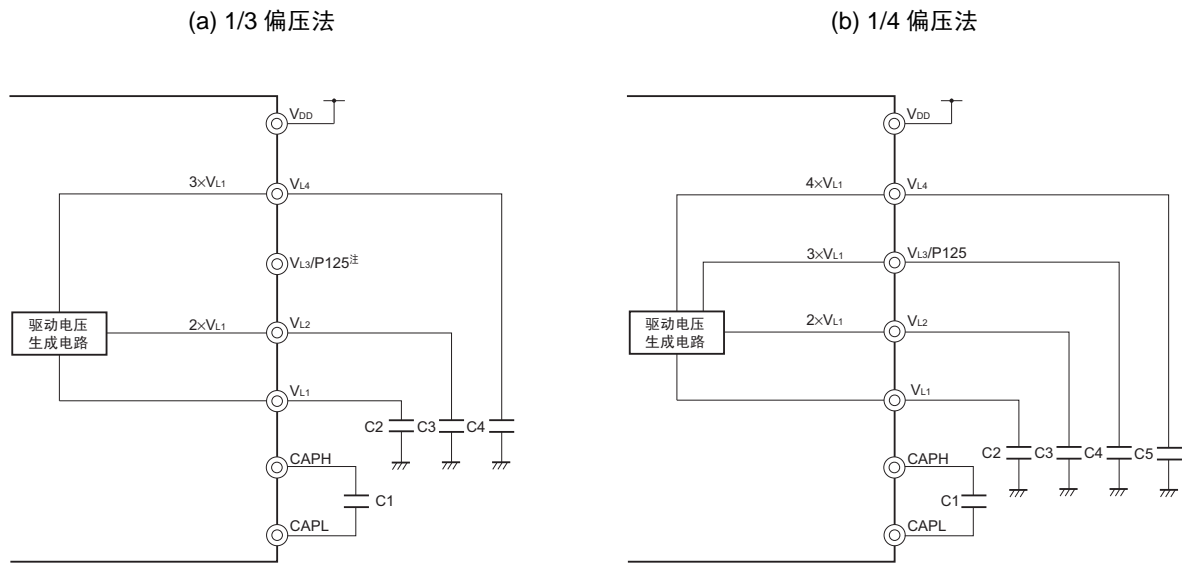 (a) 1/3 偏压法
VDD
3×VL1
VL4
VL3/P125注
驱动电压
生成电路
2×VL1
VL2
VL1
C2
C3
C4
CAPH
C1
CAPL
(b) 1/4 偏压法
VDD
4×VL1
VL4
3×VL1
VL3/P125
驱动电压
生成电路
2×VL1
VL2
VL1
C2
C3
C4
C5
CAPH
C1
CAPL